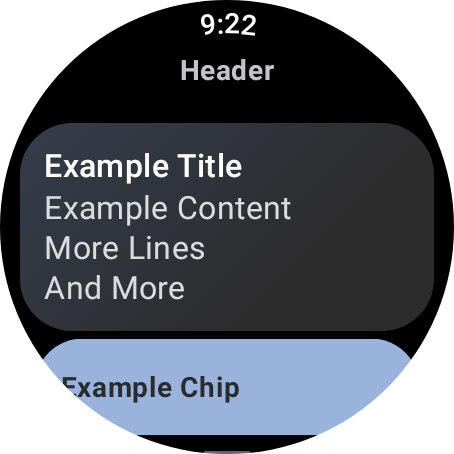 9:22
Header
Example Title
Example Content
More Lines
And More
Example Chip